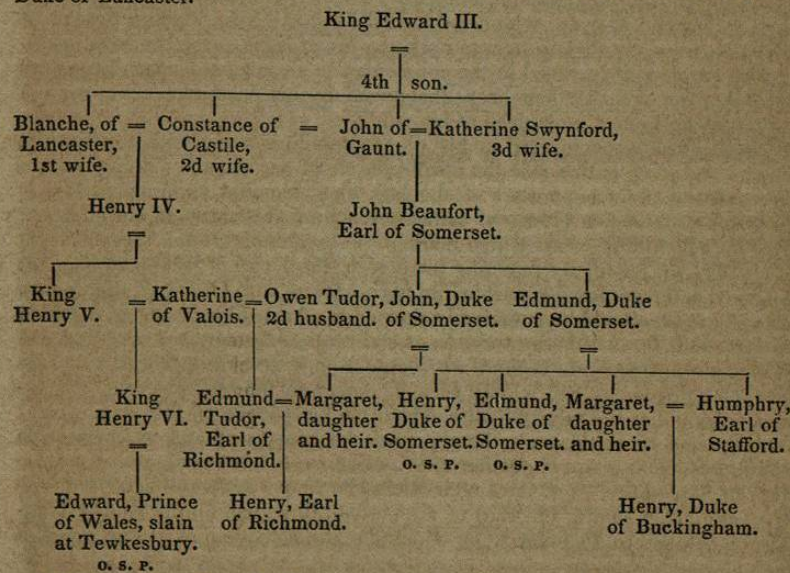 Duke of Lancaster.
King Edward III.
=
4th son.
Blanche, of = Constance of = John of = Katherine Swynford,
Lancaster, Castile, Gaunt. 3d wife.
1st wife. 2d wife.
Henry IV. John Beaufort,
Earl of Somerset.
=
King = Katherine = Owen Tudor, John, Duke Edmund, Duke
Henry V. of Valois. 2d husband. of Somerset. of Somerset.
= =
King Edmund = Margaret, Henry, Edmund, Margaret, = Humphry,
Henry VI. Tudor, daughter Duke of Duke of daughter Earl of
= Earl of and heir. Somerset. Somerset. and heir. Stafford.
Richmond. O. S. P. O. S. P.
Edward, Prince Henry, Earl Henry, Duke
of Wales, slain of Richmond. of Buckingham.
at Tewkesbury.
O. S. P.